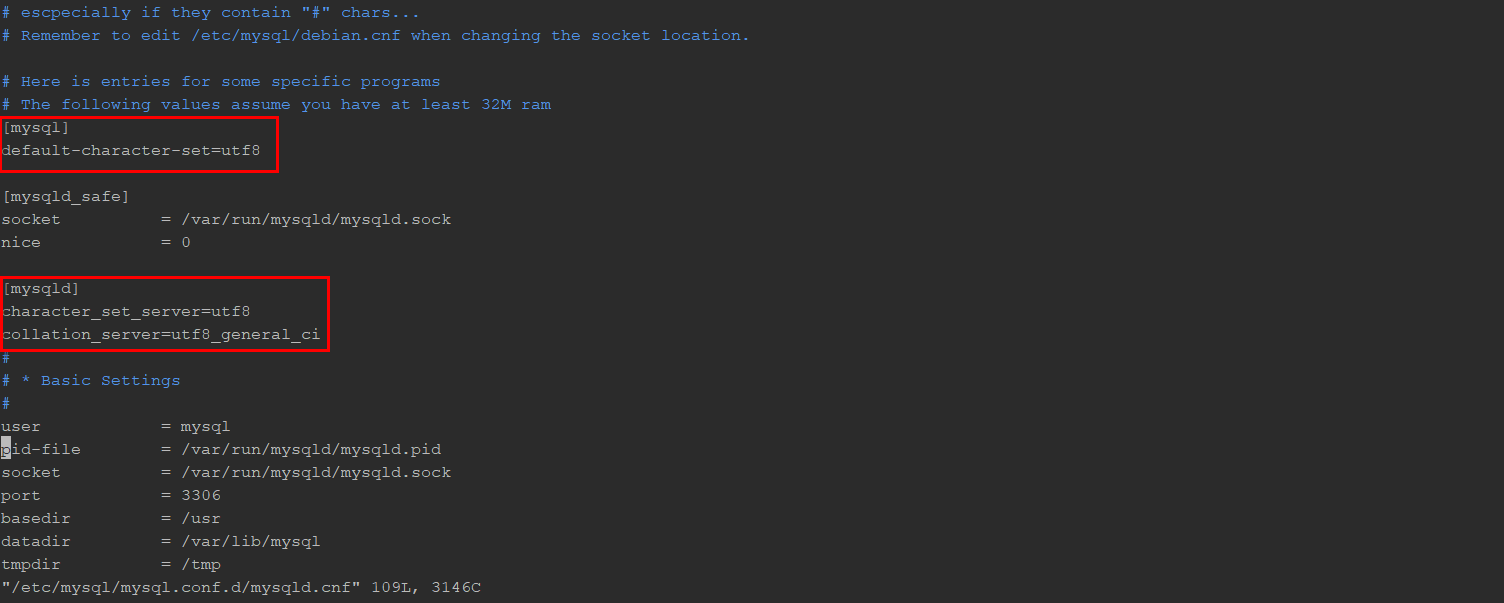 # escpecially if they contain "#" chars...
# Remember to edit /etc/mysql/debian.cnf when changing the socket location.
# Here is entries for some specific programs
# The following values assume you have at least 32M ram
[mysql]
default-character-set=utf8
[mysqld_safe]
socket          = /var/run/mysqld/mysqld.sock
nice            = 0
[mysqld]
character_set_server=utf8
collation_server=utf8_general_ci
#
# * Basic Settings
#
user            = mysql
pid-file        = /var/run/mysqld/mysqld.pid
socket          = /var/run/mysqld/mysqld.sock
port            = 3306
basedir         = /usr
datadir         = /var/lib/mysql
tmpdir          = /tmp
"/etc/mysql/mysql.conf.d/mysqld.cnf" 109L, 3146C